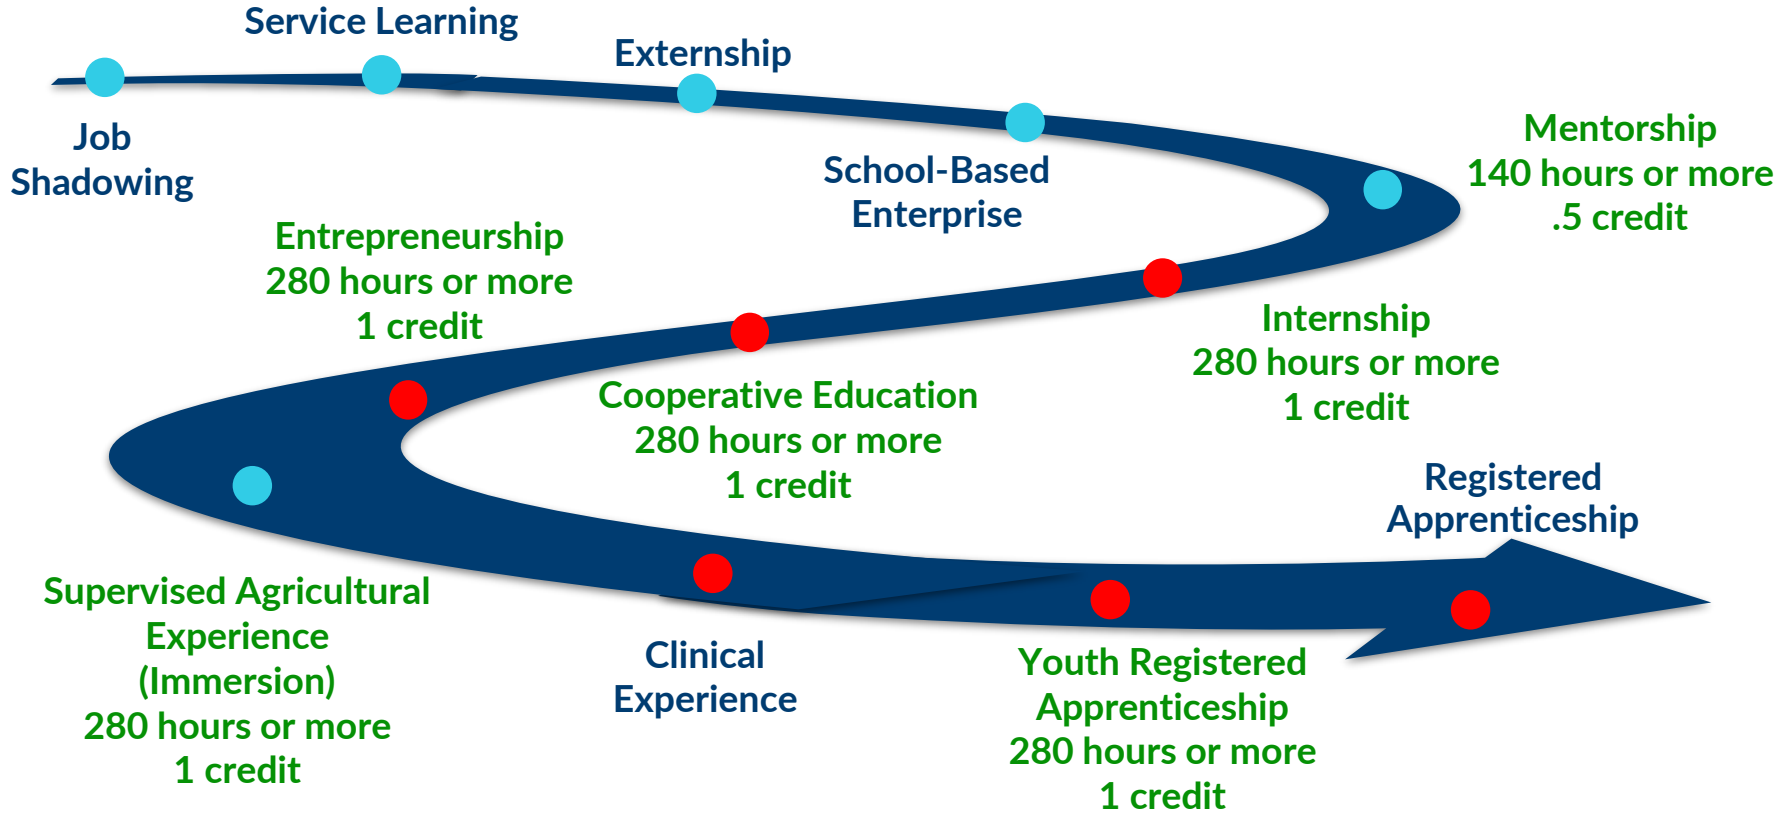 Service Learning
Externship
Job
Shadowing
School-Based
Enterprise
Mentorship
140 hours or more
.5 credit
Entrepreneurship
280 hours or more
1 credit
Internship
280 hours or more
1 credit
Cooperative Education
280 hours or more
1 credit
Registered
Apprenticeship
Supervised Agricultural
Experience
(Immersion)
280 hours or more
1 credit
Clinical
Experience
Youth Registered
Apprenticeship
280 hours or more
1 credit